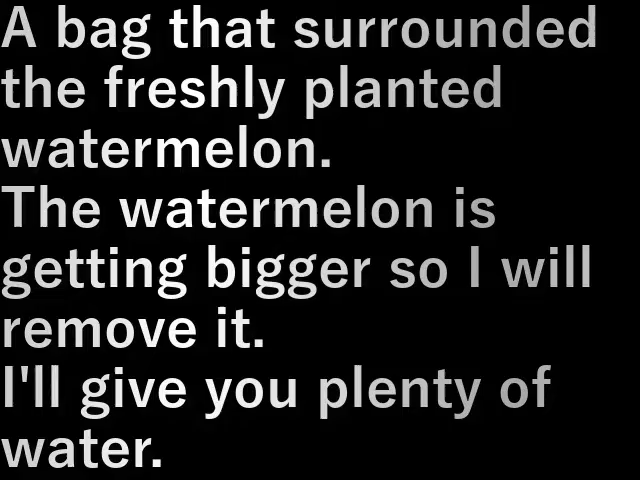 A bag that surrounded
the freshly planted
watermelon.
The watermelon is
getting bigger so I will
remove it.
I'll give you plenty of
water.